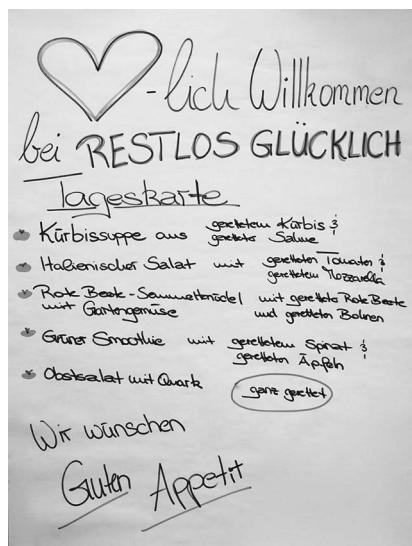 -lich Willkommen
bei RESTLOS GLÜCKLICH
Tageskarte
Kürbissuppe aus gerettetem Kürbis &
geretteter Sahne
Italienischer Salat mit geretteten Tomaten &
gerettetem Mozzarella
Rote Beete-Semmelknödel mit geretteter Rote Beete
mit Gartengemüse und geretteten Bohnen
Grüner Smoothie mit gerettetem Spinat &
geretteten Äpfeln
Obstsalat mit Quark ganz gerettet
Wir wünschen
Guten Appetit